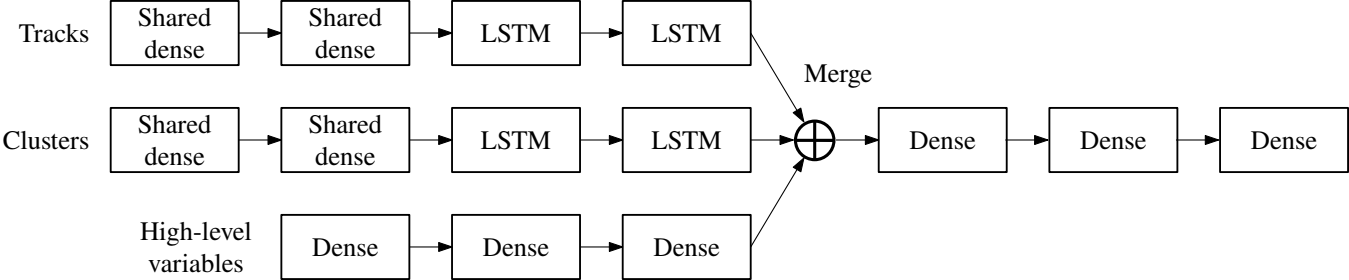 Tracks
Shared
dense
Shared
dense
LSTM
LSTM
Merge
Clusters
Shared
dense
Shared
dense
LSTM
LSTM
Dense
Dense
Dense
High-level
variables
Dense
Dense
Dense